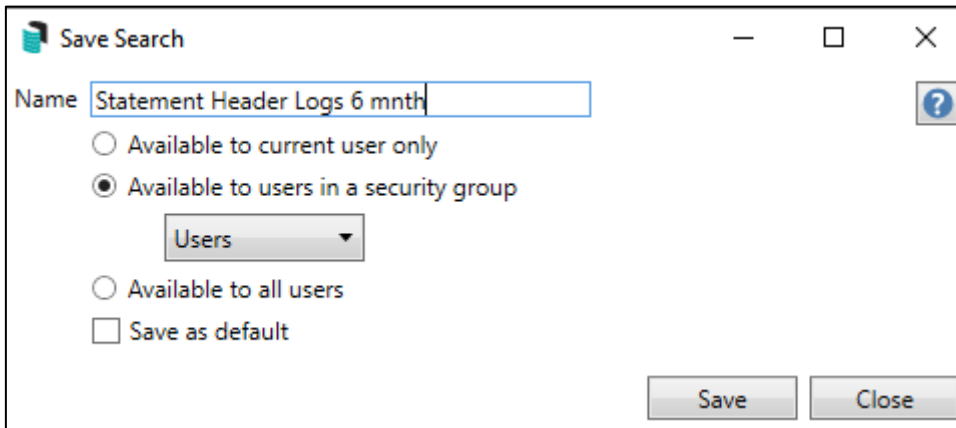 Save Search
Name Statement Header Logs 6 mnth
?
Available to current user only
Available to users in a security group
Users
Available to all users
Save as default
Save Close